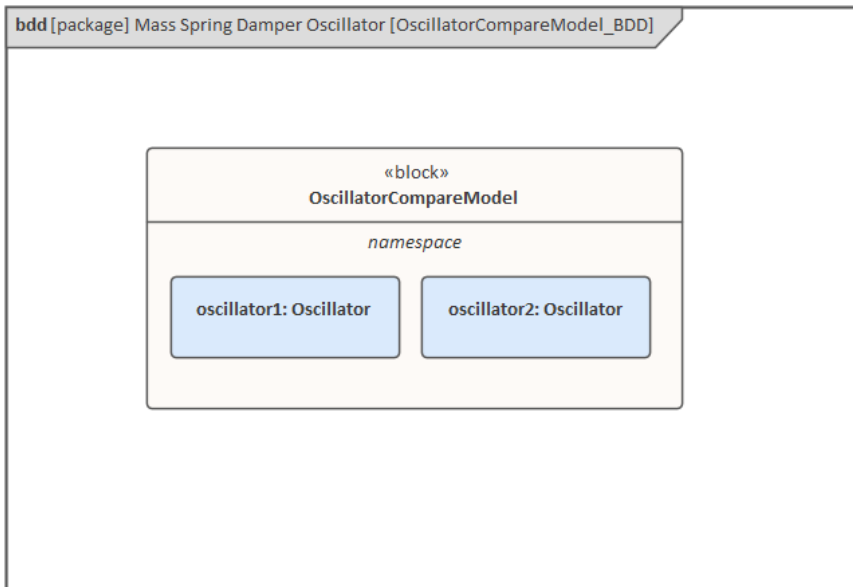 bdd [package] Mass Spring Damper Oscillator [OscillatorCompareModel_BDD]
«block»
OscillatorCompareModel
namespace
oscillator1: Oscillator
oscillator2: Oscillator